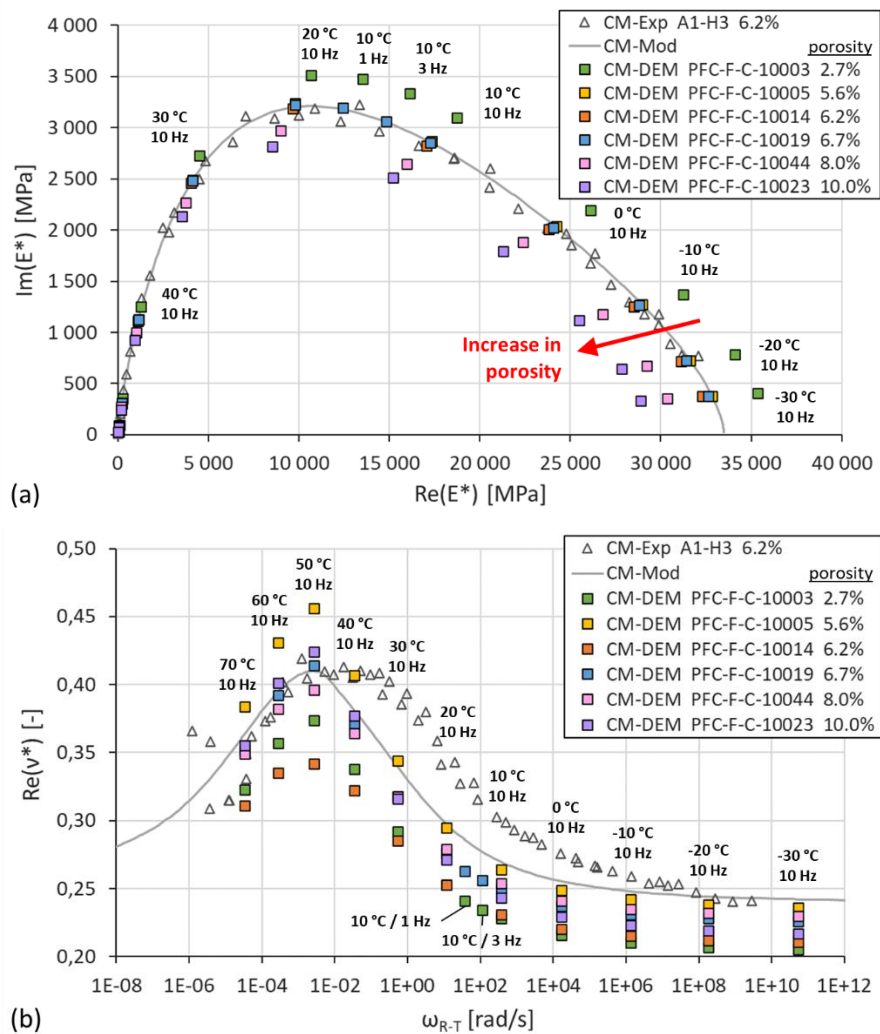 △ CM-Exp A1-H3 6.2%
CM-Mod porosity
CM-DEM PFC-F-C-10003 2.7%
CM-DEM PFC-F-C-10005 5.6%
CM-DEM PFC-F-C-10014 6.2%
CM-DEM PFC-F-C-10019 6.7%
CM-DEM PFC-F-C-10044 8.0%
CM-DEM PFC-F-C-10023 10.0%
20 °C
10 Hz
10 °C
1 Hz
10 °C
3 Hz
10 °C
10 Hz
30 °C
10 Hz
0 °C
10 Hz
-10 °C
10 Hz
40 °C
10 Hz
Increase in
porosity
-20 °C
10 Hz
-30 °C
10 Hz
4 000
3 500
3 000
2 500
2 000
1 500
1 000
500
0
Im(E*) [MPa]
0 5 000 10 000 15 000 20 000 25 000 30 000 35 000 40 000
Re(E*) [MPa]
(a)
△ CM-Exp A1-H3 6.2%
CM-Mod porosity
CM-DEM PFC-F-C-10003 2.7%
CM-DEM PFC-F-C-10005 5.6%
CM-DEM PFC-F-C-10014 6.2%
CM-DEM PFC-F-C-10019 6.7%
CM-DEM PFC-F-C-10044 8.0%
CM-DEM PFC-F-C-10023 10.0%
50 °C
10 Hz
60 °C
10 Hz
40 °C
10 Hz
30 °C
10 Hz
70 °C
10 Hz
20 °C
10 Hz
10 °C
10 Hz
0 °C
10 Hz
-10 °C
10 Hz
-20 °C
10 Hz
-30 °C
10 Hz
10 °C / 1 Hz
10 °C / 3 Hz
0,50
0,45
0,40
0,35
0,30
0,25
0,20
Re(ν*) [-]
1E-08 1E-06 1E-04 1E-02 1E+00 1E+02 1E+04 1E+06 1E+08 1E+10 1E+12
ωR-T [rad/s]
(b)